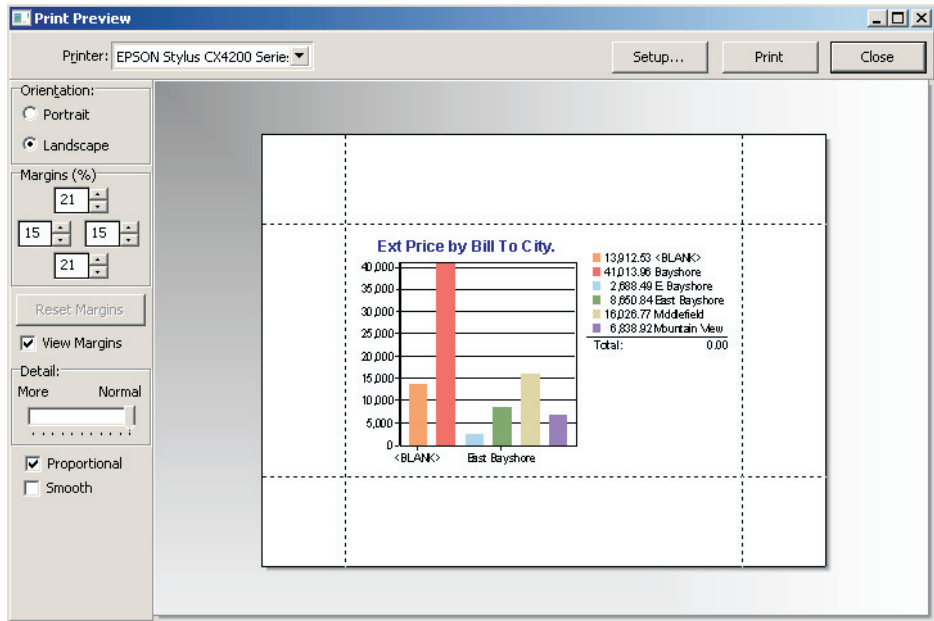 Print Preview
Printer: EPSON Stylus CX4200 Series
Setup...
Print
Close
Orientation:
Portrait
Landscape
Margins (%)
21
15
15
21
Reset Margins
View Margins
Detail:
More Normal
Proportional
Smooth
Ext Price by Bill To City.
40,000
35,000
30,000
25,000
20,000
15,000
10,000
5,000
0
<BLANK> East Bayshore
13,912.53 <BLANK>
41,013.96 Bayshore
2,688.49 E. Bayshore
8,650.84 East Bayshore
16,026.77 Middlefield
6,838.92 Mountain View
Total: 0.00